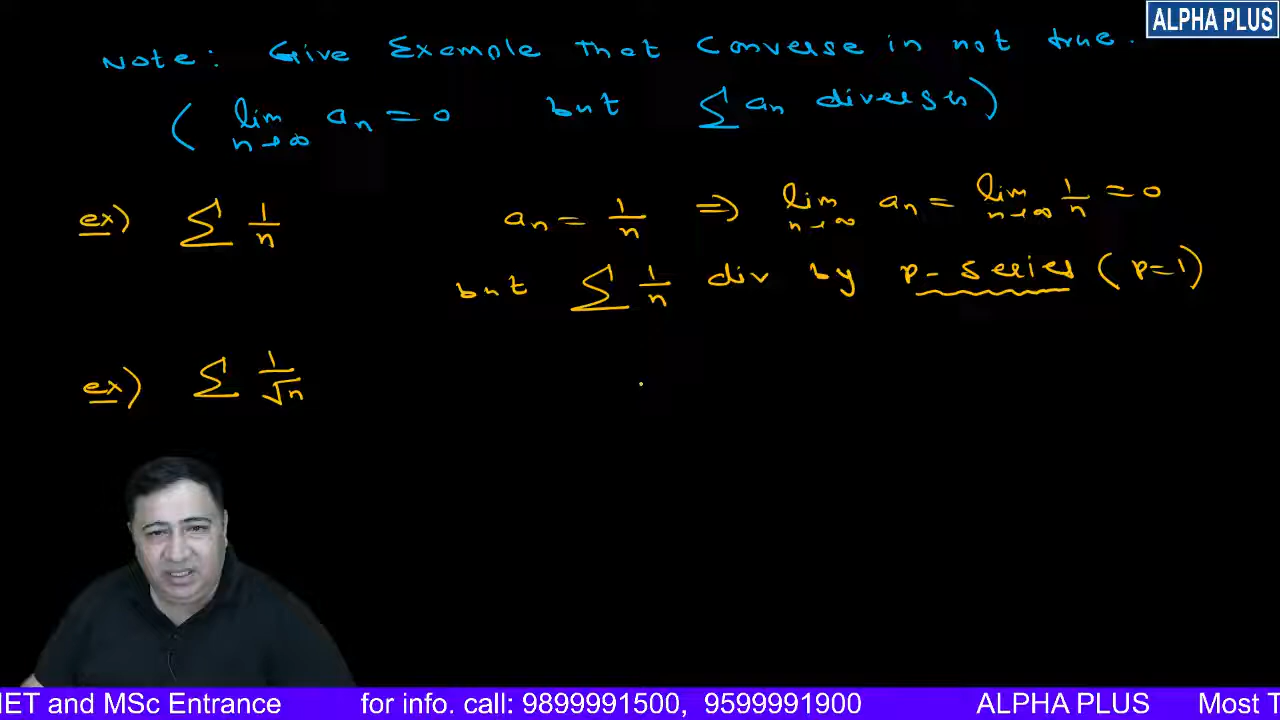 ALPHA PLUS
Note: Give Example That Converse in not true.
( lim n→∞ an = 0 but ∑ an diverges )
ex) ∑ 1/n an = 1/n ⇒ lim n→∞ an = lim n→∞ 1/n = 0
but ∑ 1/n div by p-series (p=1)
ex) ∑ 1/√n
NET and MSc Entrance for info. call: 9899991500, 9599991900 ALPHA PLUS Most T